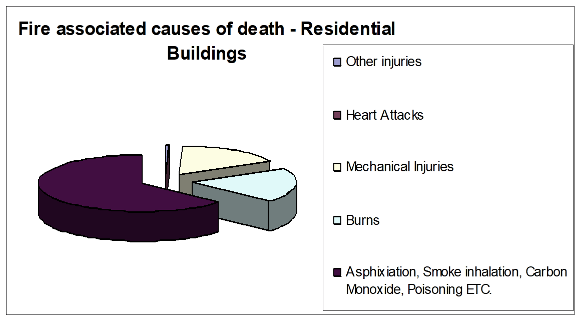 Fire associated causes of death - Residential
Buildings
Other injuries
Heart Attacks
Mechanical Injuries
Burns
Asphixiation, Smoke inhalation, Carbon
Monoxide, Poisoning ETC.